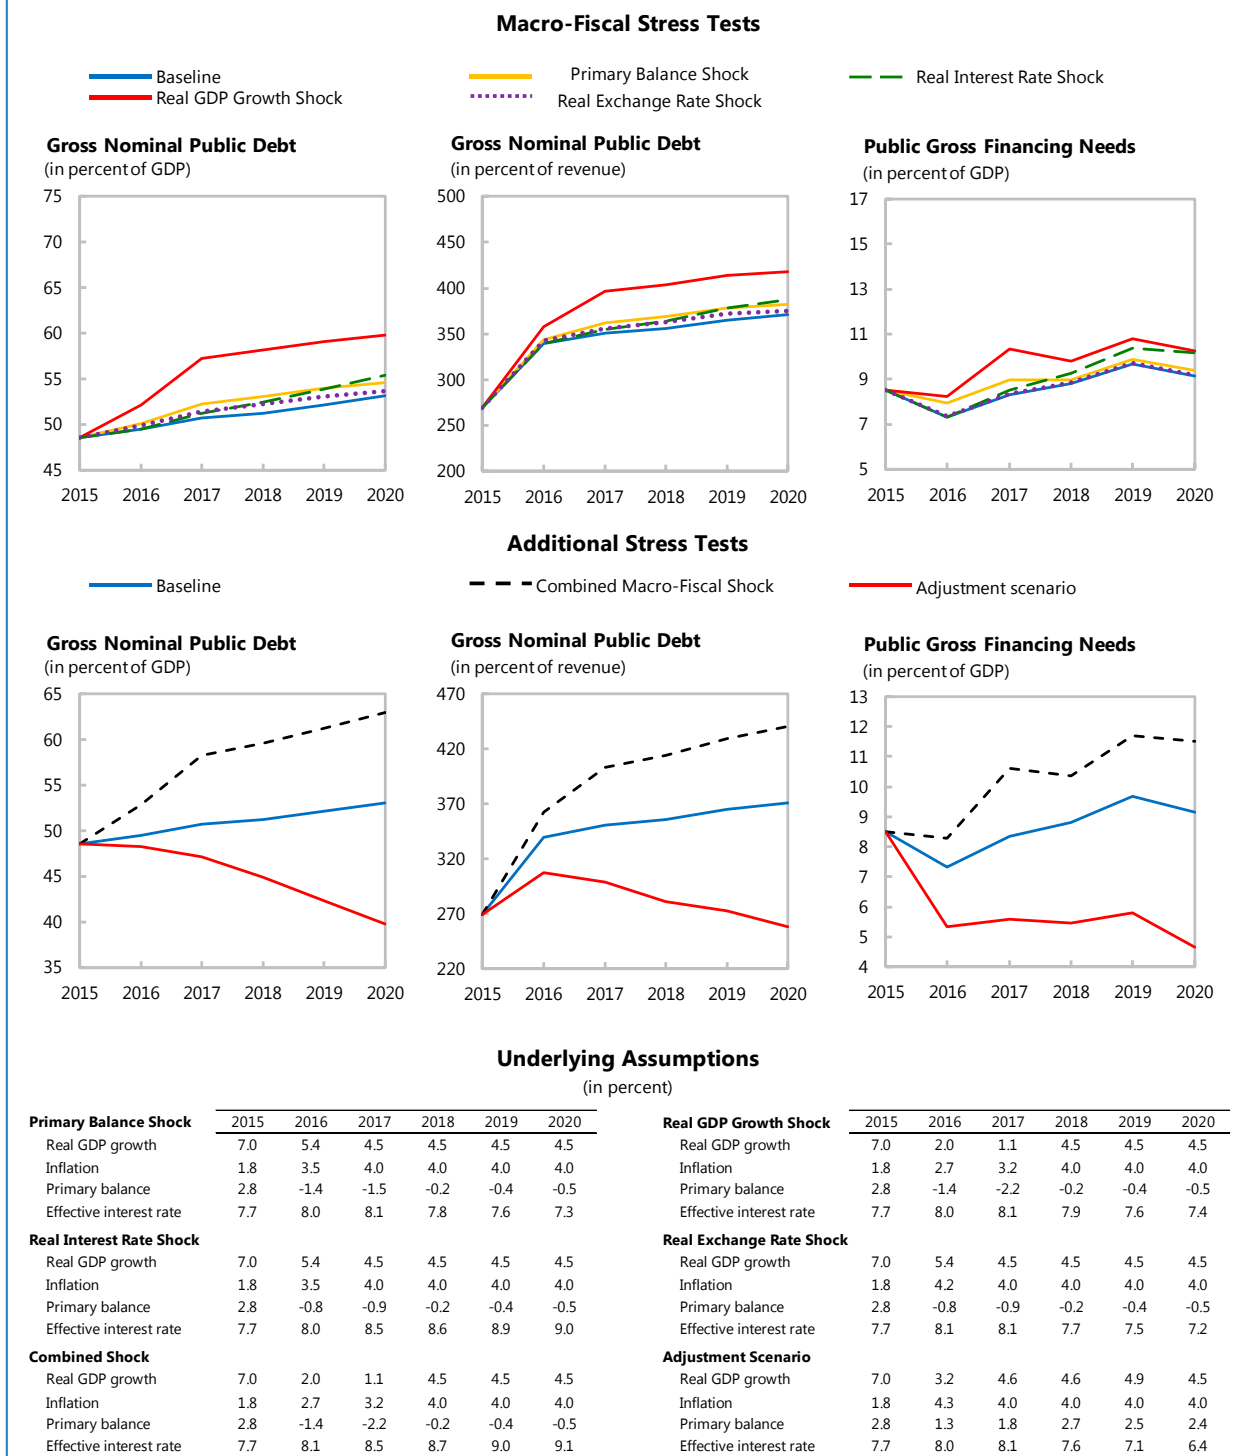 Macro-Fiscal Stress Tests
Baseline
Primary Balance Shock
Real Interest Rate Shock
Real GDP Growth Shock
Real Exchange Rate Shock
Gross Nominal Public Debt
(in percent of GDP)
75
70
65
60
55
50
45
2015 2016 2017 2018 2019 2020
Gross Nominal Public Debt
(in percent of revenue)
500
450
400
350
300
250
200
2015 2016 2017 2018 2019 2020
Public Gross Financing Needs
(in percent of GDP)
17
15
13
11
9
7
5
2015 2016 2017 2018 2019 2020
Additional Stress Tests
Baseline
Combined Macro-Fiscal Shock
Adjustment scenario
Gross Nominal Public Debt
(in percent of GDP)
65
60
55
50
45
40
35
2015 2016 2017 2018 2019 2020
Gross Nominal Public Debt
(in percent of revenue)
470
420
370
320
270
220
2015 2016 2017 2018 2019 2020
Public Gross Financing Needs
(in percent of GDP)
13
12
11
10
9
8
7
6
5
4
2015 2016 2017 2018 2019 2020
Underlying Assumptions
(in percent)
Primary Balance Shock 2015 2016 2017 2018 2019 2020
Real GDP growth 7.0 5.4 4.5 4.5 4.5 4.5
Inflation 1.8 3.5 4.0 4.0 4.0 4.0
Primary balance 2.8 -1.4 -1.5 -0.2 -0.4 -0.5
Effective interest rate 7.7 8.0 8.1 7.8 7.6 7.3
Real Interest Rate Shock
Real GDP growth 7.0 5.4 4.5 4.5 4.5 4.5
Inflation 1.8 3.5 4.0 4.0 4.0 4.0
Primary balance 2.8 -0.8 -0.9 -0.2 -0.4 -0.5
Effective interest rate 7.7 8.0 8.5 8.6 8.9 9.0
Combined Shock
Real GDP growth 7.0 2.0 1.1 4.5 4.5 4.5
Inflation 1.8 2.7 3.2 4.0 4.0 4.0
Primary balance 2.8 -1.4 -2.2 -0.2 -0.4 -0.5
Effective interest rate 7.7 8.1 8.5 8.7 9.0 9.1
Real GDP Growth Shock 2015 2016 2017 2018 2019 2020
Real GDP growth 7.0 2.0 1.1 4.5 4.5 4.5
Inflation 1.8 2.7 3.2 4.0 4.0 4.0
Primary balance 2.8 -1.4 -2.2 -0.2 -0.4 -0.5
Effective interest rate 7.7 8.0 8.1 7.9 7.6 7.4
Real Exchange Rate Shock
Real GDP growth 7.0 5.4 4.5 4.5 4.5 4.5
Inflation 1.8 4.2 4.0 4.0 4.0 4.0
Primary balance 2.8 -0.8 -0.9 -0.2 -0.4 -0.5
Effective interest rate 7.7 8.1 8.1 7.7 7.5 7.2
Adjustment Scenario
Real GDP growth 7.0 3.2 4.6 4.6 4.9 4.5
Inflation 1.8 4.3 4.0 4.0 4.0 4.0
Primary balance 2.8 1.3 1.8 2.7 2.5 2.4
Effective interest rate 7.7 8.0 8.1 7.6 7.1 6.4